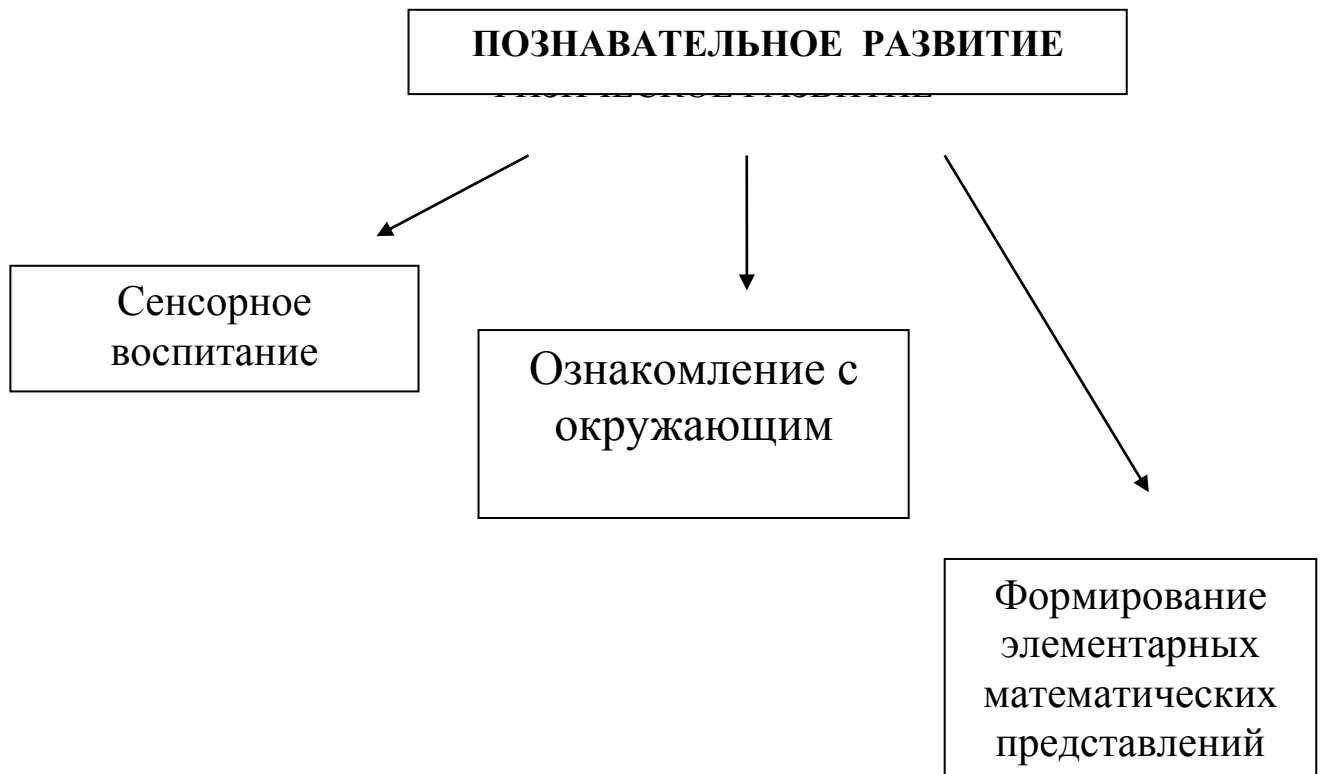 ПОЗНАВАТЕЛЬНОЕ РАЗВИТИЕ
Сенсорное
воспитание
Ознакомление с
окружающим
Формирование
элементарных
математических
представлений